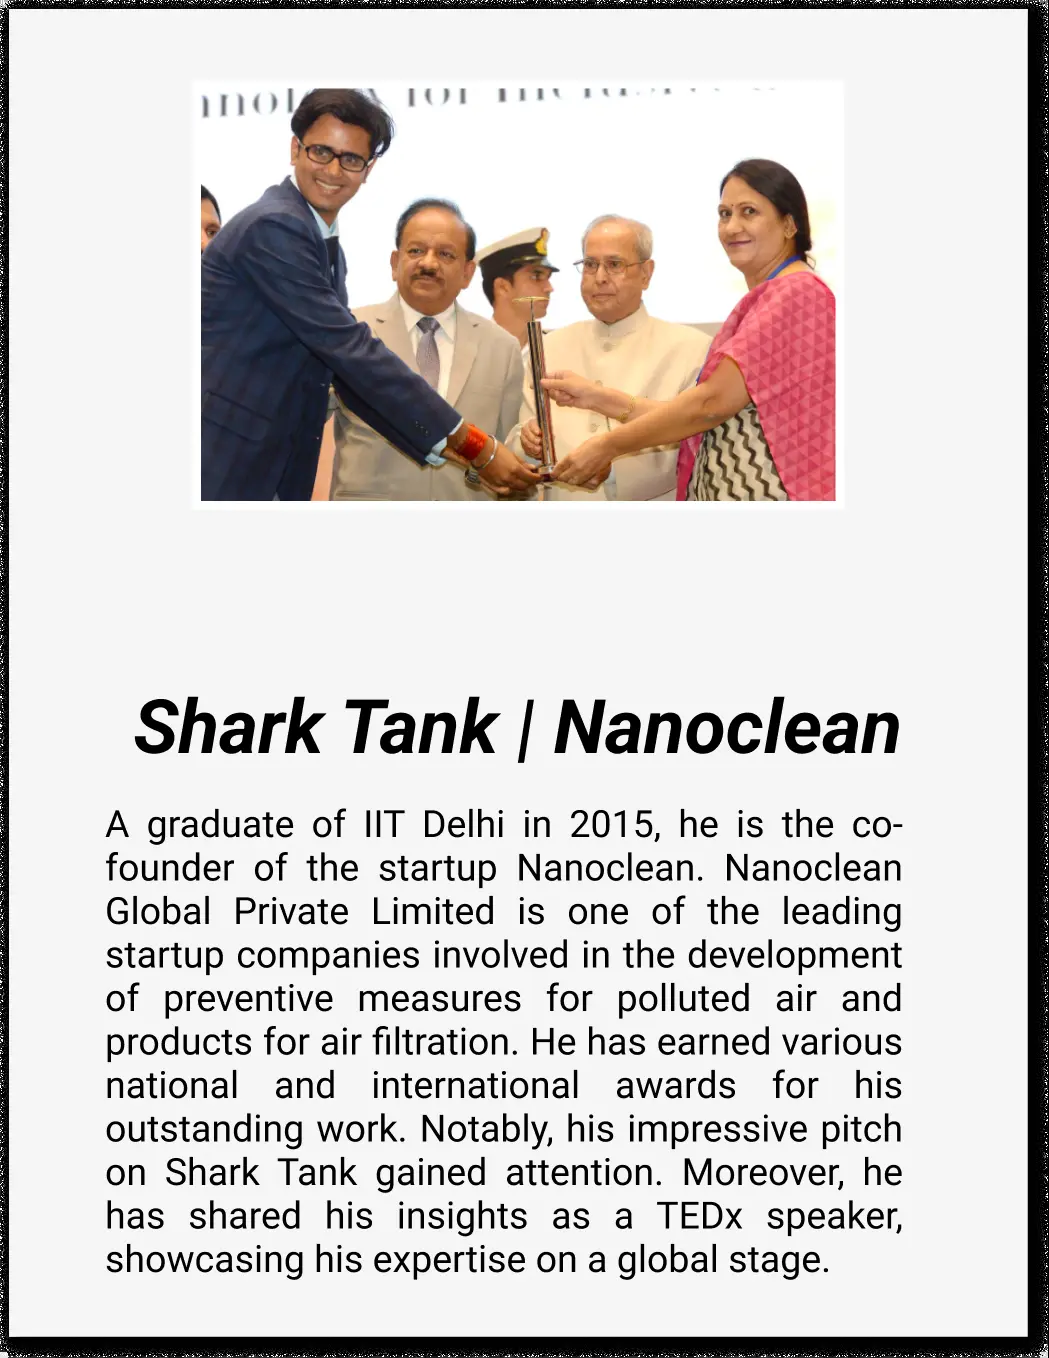 Shark Tank | Nanoclean
A graduate of IIT Delhi in 2015, he is the co-
founder of the startup Nanoclean. Nanoclean
Global Private Limited is one of the leading
startup companies involved in the development
of preventive measures for polluted air and
products for air filtration. He has earned various
national and international awards for his
outstanding work. Notably, his impressive pitch
on Shark Tank gained attention. Moreover, he
has shared his insights as a TEDx speaker,
showcasing his expertise on a global stage.